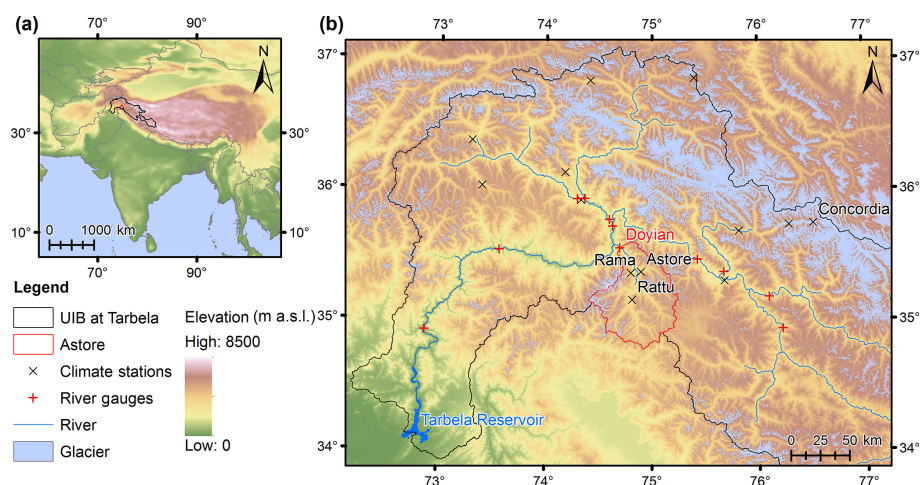 (a)
70°
90°
N
30°
30°
10°
10°
0 1000 km
70°
90°
Legend
UIB at Tarbela
Astore
Climate stations
River gauges
River
Glacier
Elevation (m a.s.l.)
High: 8500
Low: 0
(b)
73°
74°
75°
76°
77°
37°
37°
N
36°
36°
Concordia
Doyian
Rama
Astore
Rattu
35°
35°
Tarbela Reservoir
34°
34°
0 25 50 km
73°
74°
75°
76°
77°